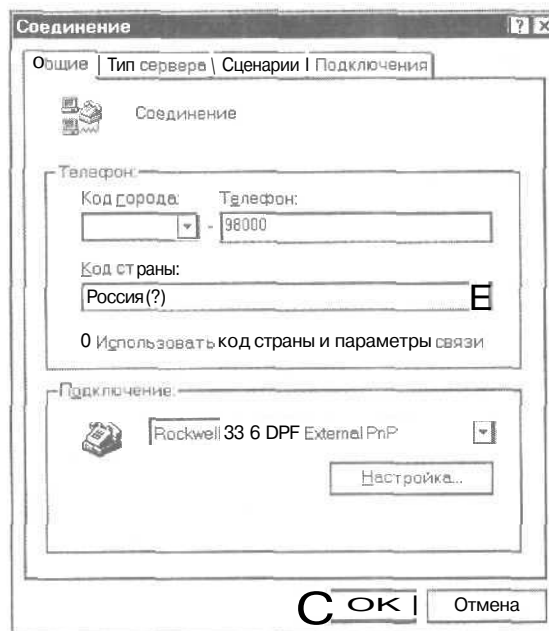 Соединение
Общие | Тип сервера \ Сценарии I Подключения
Соединение
Телефон:
Код города: Телефон:
- 98000
Код страны:
Россия(?) E
0 Использовать код страны и параметры связи
Подключение:
Rockwell 33 6 DPF External PnP
Настройка...
C OK | Отмена